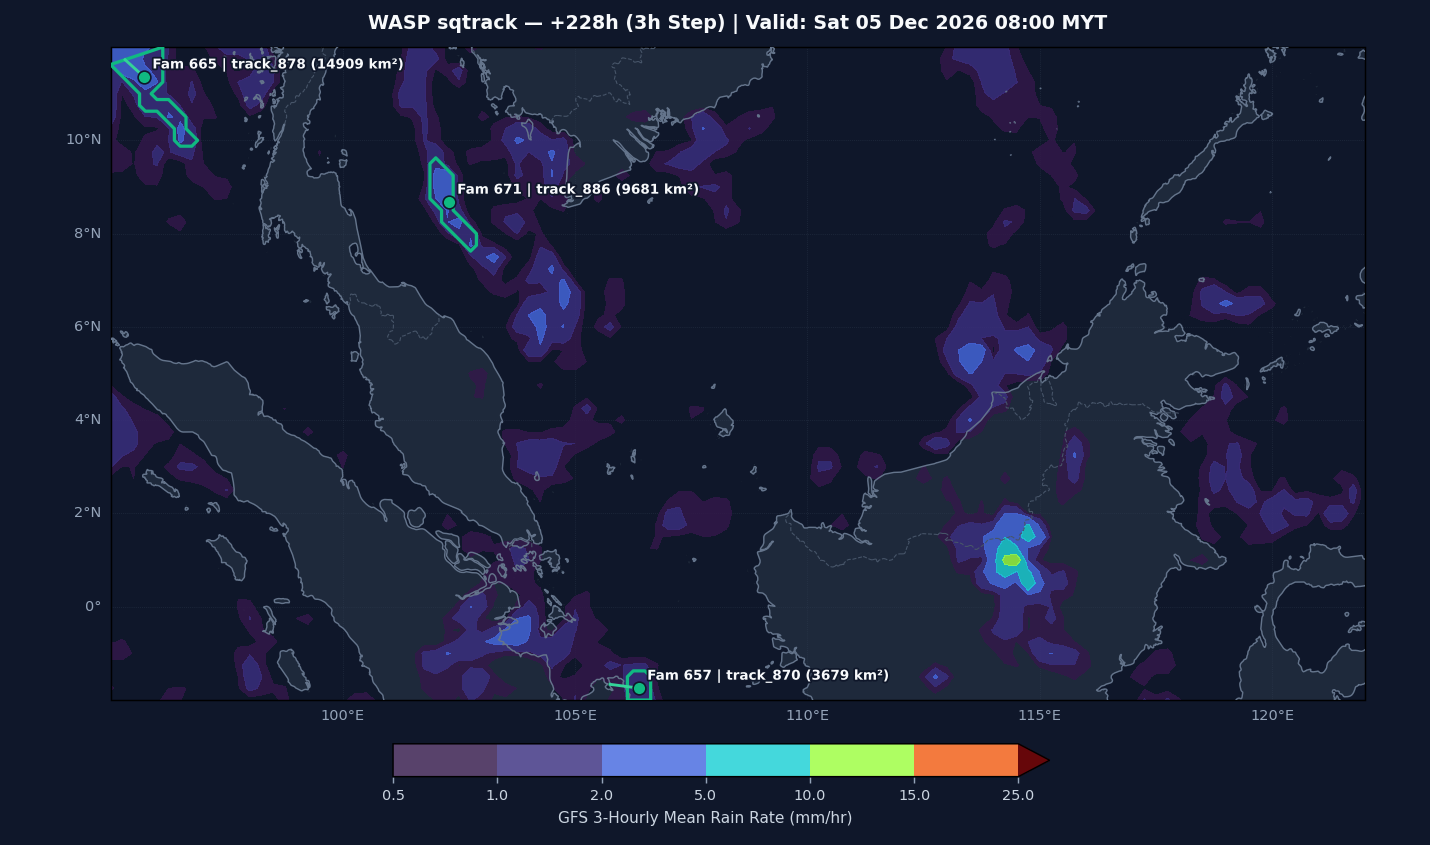 WASP sqtrack — +228h (3h Step) | Valid: Sat 05 Dec 2026 08:00 MYT
Fam 665 | track_878 (14909 km²)
10°N
Fam 671 | track_886 (9681 km²)
8°N
6°N
4°N
2°N
0°
Fam 657 | track_870 (3679 km²)
100°E 105°E 110°E 115°E 120°E
0.5 1.0 2.0 5.0 10.0 15.0 25.0
GFS 3-Hourly Mean Rain Rate (mm/hr)